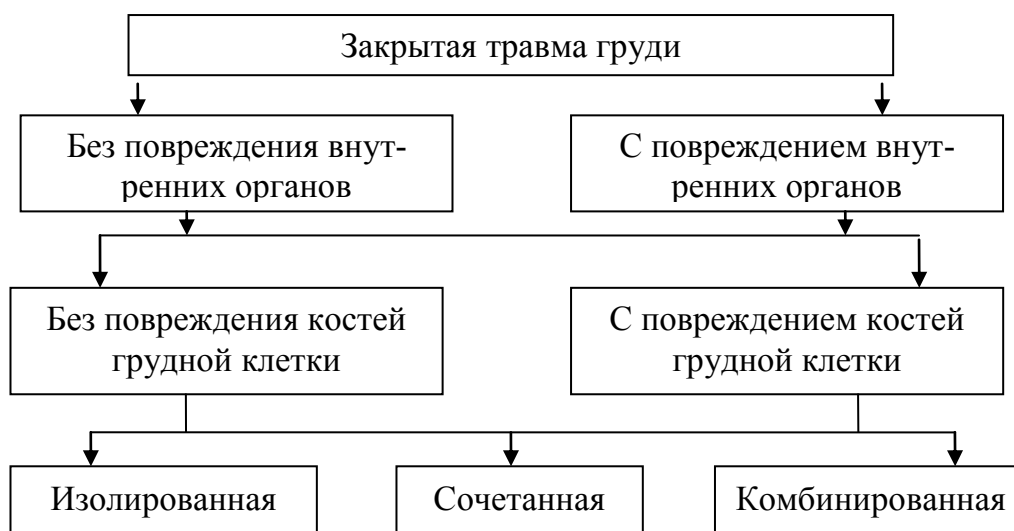 Закрытая травма груди
Без повреждения внут-
ренних органов
С повреждением внут-
ренних органов
Без повреждения костей
грудной клетки
С повреждением костей
грудной клетки
Изолированная
Сочетанная
Комбинированная